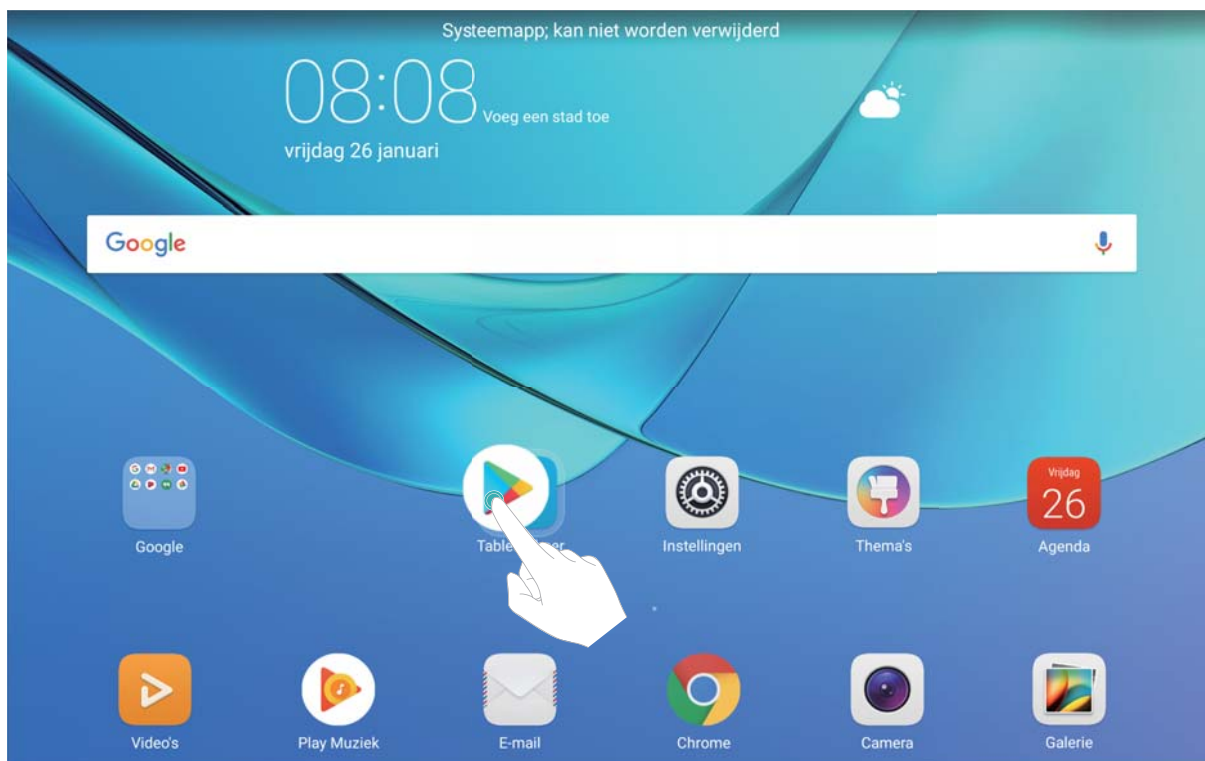 Systeemapp; kan niet worden verwijderd
08:08 Voeg een stad toe
vrijdag 26 januari
Google
Vrijdag
26
Google
Instellingen
Thema's
Agenda
Video's
Play Muziek
E-mail
Chrome
Camera
Galerie